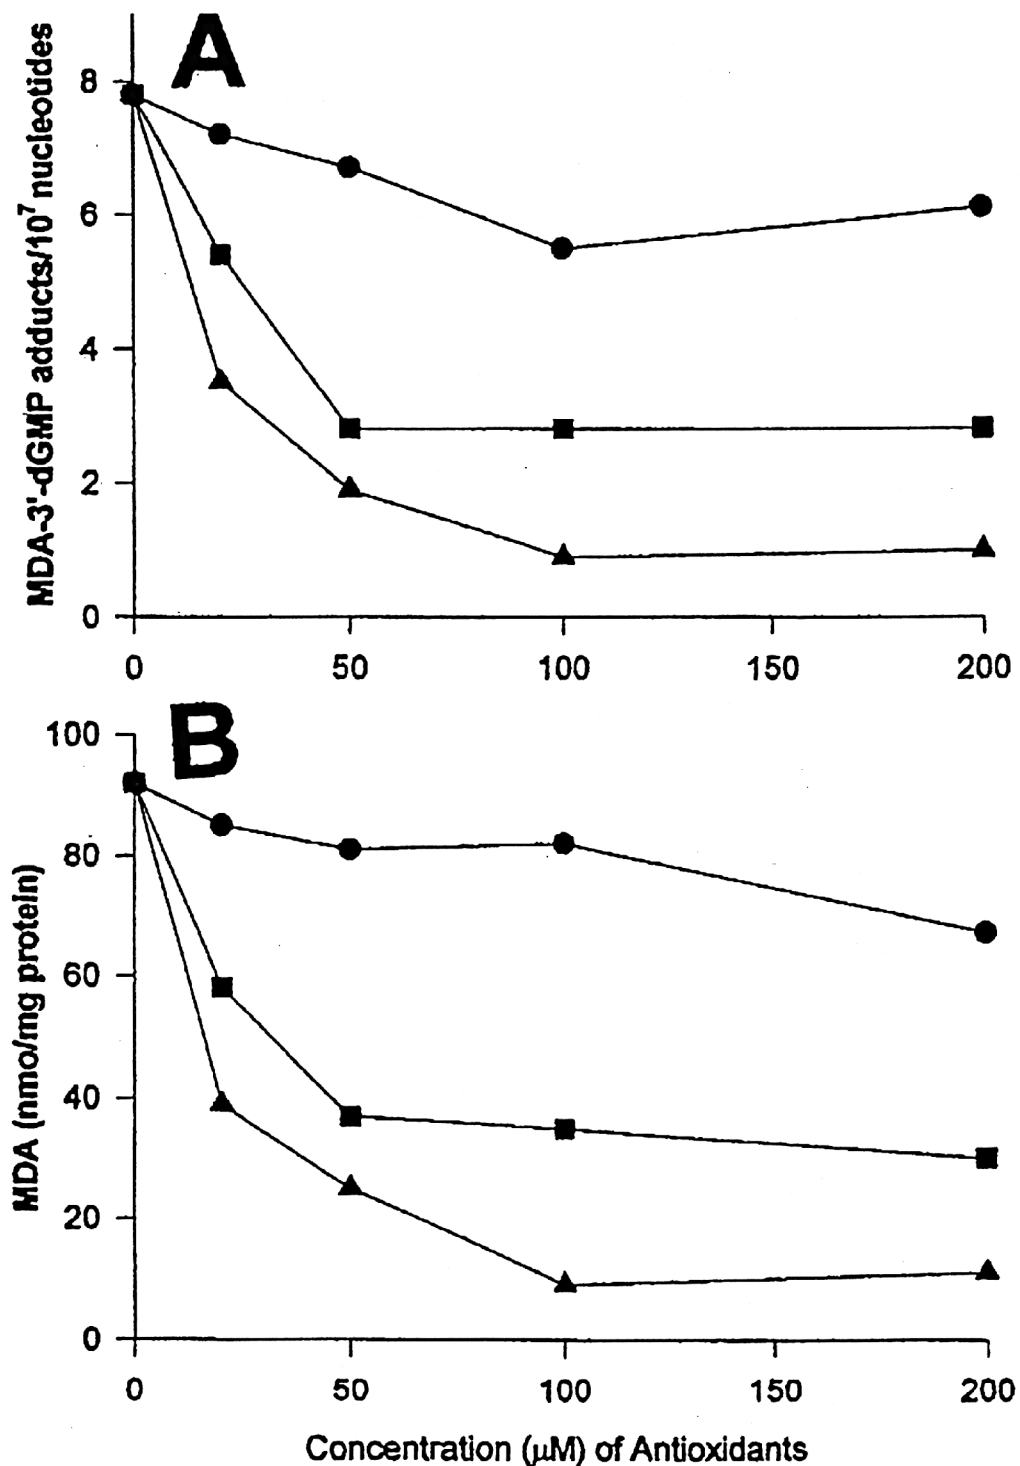 A
MDA-3'-dGMP adducts/10⁷ nucleotides
8
6
4
2
0
0 50 100 150 200
B
MDA (nmo/mg protein)
100
80
60
40
20
0
0 50 100 150 200
Concentration (µM) of Antioxidants